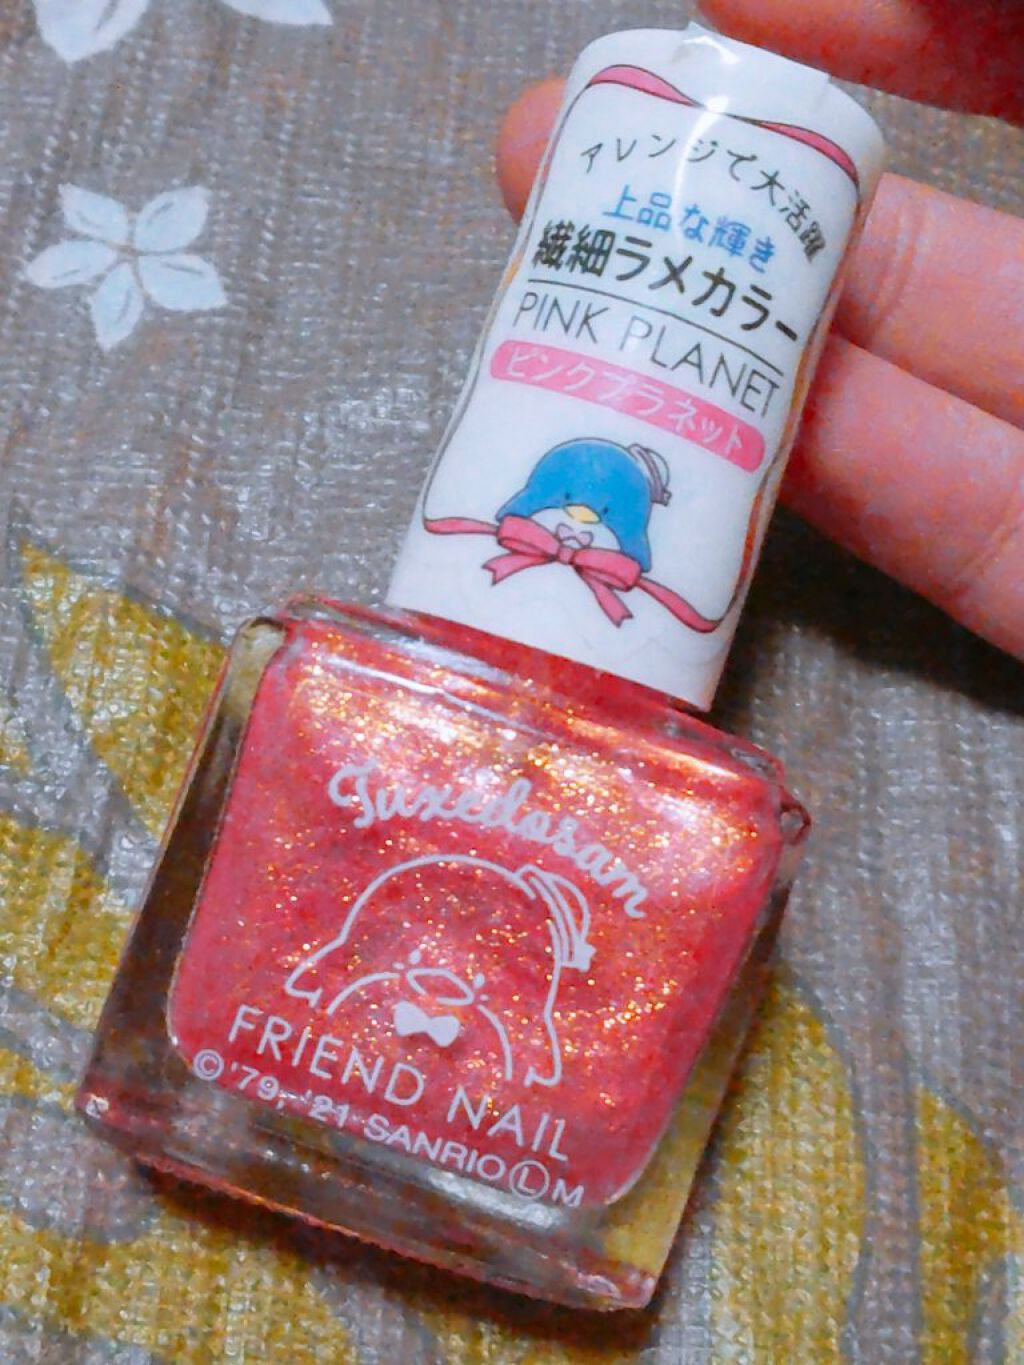 アレンジで大活躍
上品な輝き
繊細ラメカラー
PINK PLANET
ピンクプラネット
Tuxedosam
FRIEND NAIL
© '79, '21 SANRIO Ⓛ M